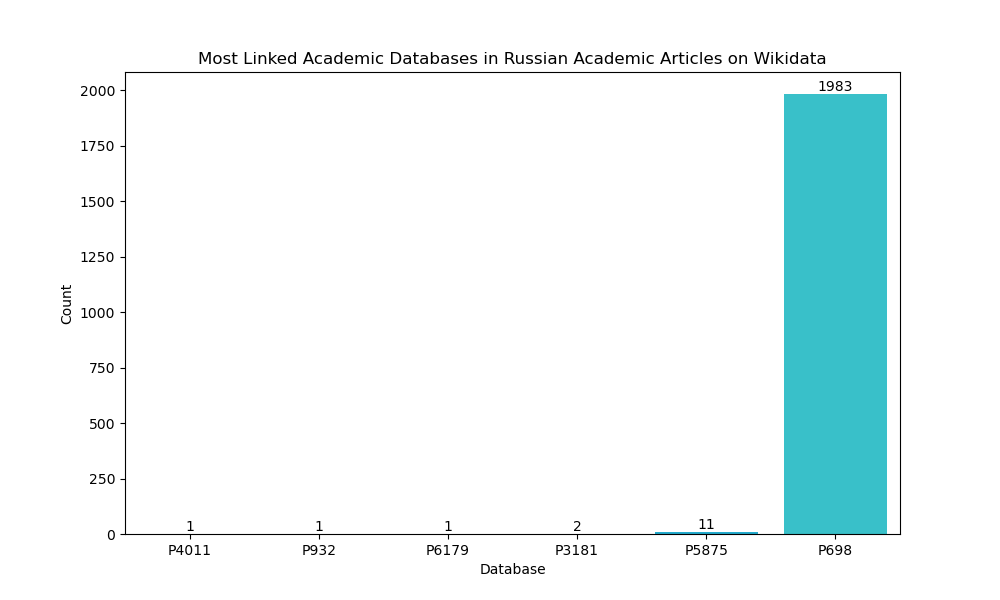 Most Linked Academic Databases in Russian Academic Articles on Wikidata
2000
1750
1500
1250
1000
750
500
250
0
Count
1
1
1
2
11
1983
P4011
P932
P6179
P3181
P5875
P698
Database